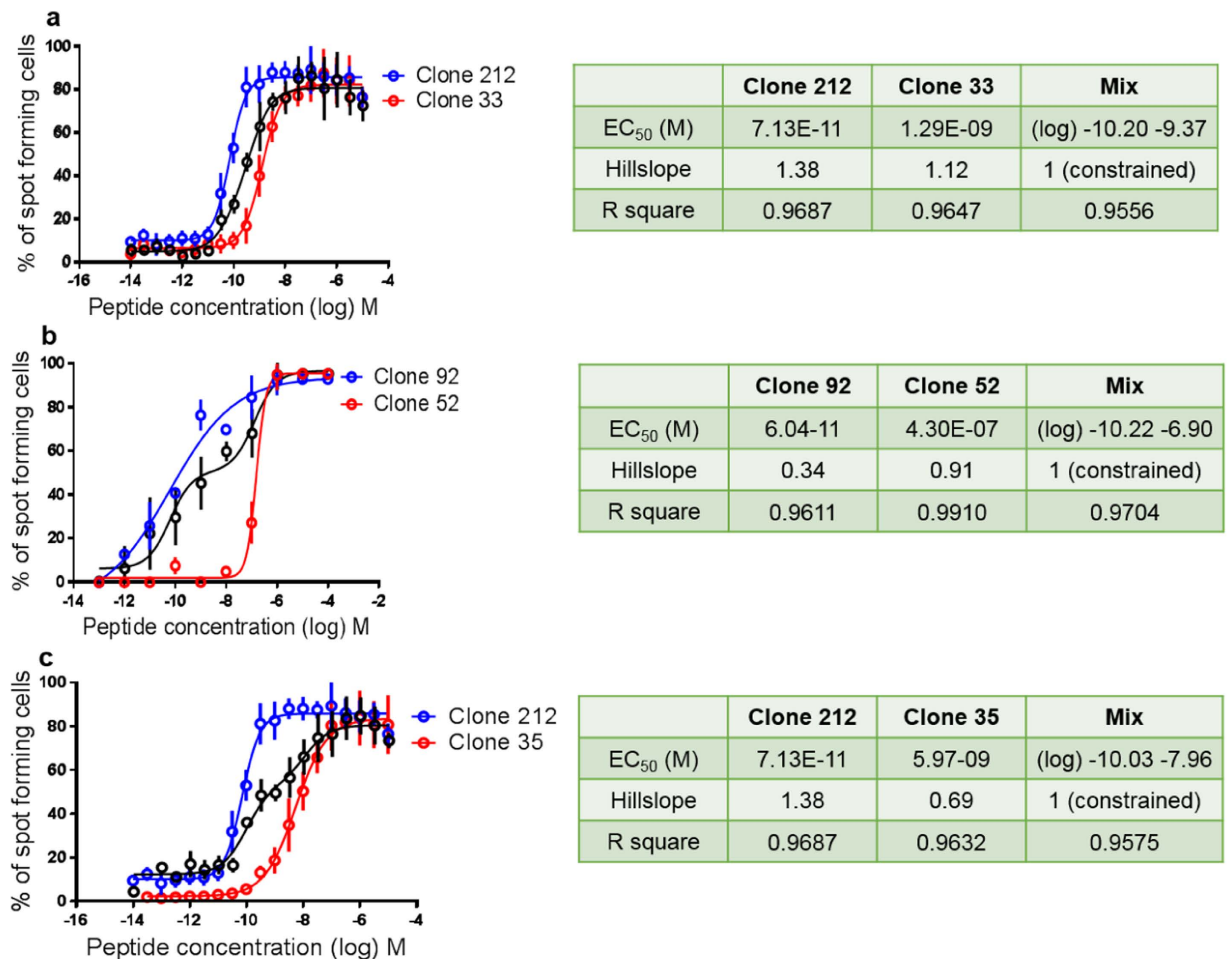 a
% of spot forming cells
100
80
60
40
20
0
-16 -14 -12 -10 -8 -6 -4
Peptide concentration (log) M
Clone 212
Clone 33
Clone 212 Clone 33 Mix
EC₅₀ (M) 7.13E-11 1.29E-09 (log) -10.20 -9.37
Hillslope 1.38 1.12 1 (constrained)
R square 0.9687 0.9647 0.9556
b
% of spot forming cells
100
80
60
40
20
0
-14 -12 -10 -8 -6 -4 -2
Peptide concentration (log) M
Clone 92
Clone 52
Clone 92 Clone 52 Mix
EC₅₀ (M) 6.04-11 4.30E-07 (log) -10.22 -6.90
Hillslope 0.34 0.91 1 (constrained)
R square 0.9611 0.9910 0.9704
c
% of spot forming cells
100
80
60
40
20
0
-16 -14 -12 -10 -8 -6 -4
Peptide concentration (log) M
Clone 212
Clone 35
Clone 212 Clone 35 Mix
EC₅₀ (M) 7.13E-11 5.97-09 (log) -10.03 -7.96
Hillslope 1.38 0.69 1 (constrained)
R square 0.9687 0.9632 0.9575